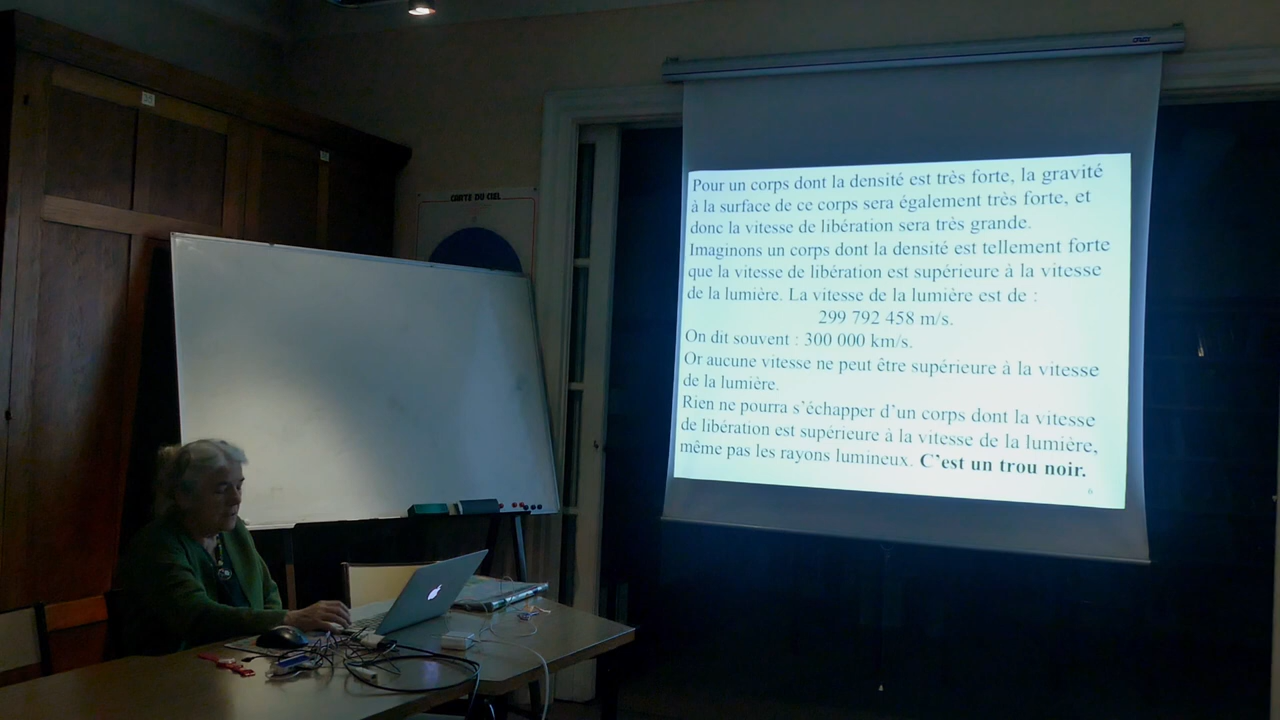 CARTE DU CIEL
Pour un corps dont la densité est très forte, la gravité
à la surface de ce corps sera également très forte, et
donc la vitesse de libération sera très grande.
Imaginons un corps dont la densité est tellement forte
que la vitesse de libération est supérieure à la vitesse
de la lumière. La vitesse de la lumière est de :
299 792 458 m/s.
On dit souvent : 300 000 km/s.
Or aucune vitesse ne peut être supérieure à la vitesse
de la lumière.
Rien ne pourra s’échapper d’un corps dont la vitesse
de libération est supérieure à la vitesse de la lumière,
même pas les rayons lumineux. C’est un trou noir.
6